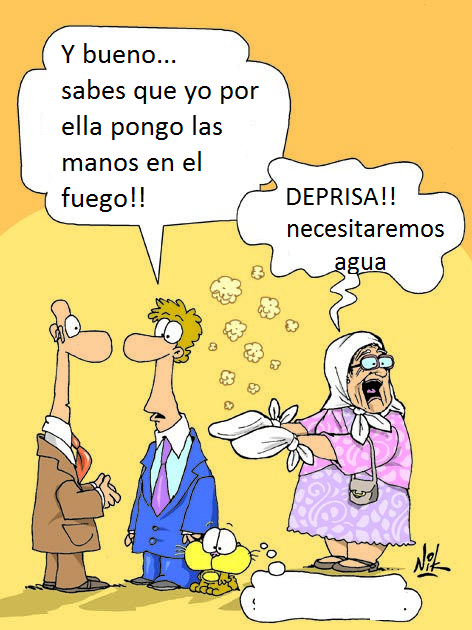 Y bueno...
sabes que yo por
ella pongo las
manos en el
fuego!!
DEPRISA!!
necesitaremos
agua
Nik